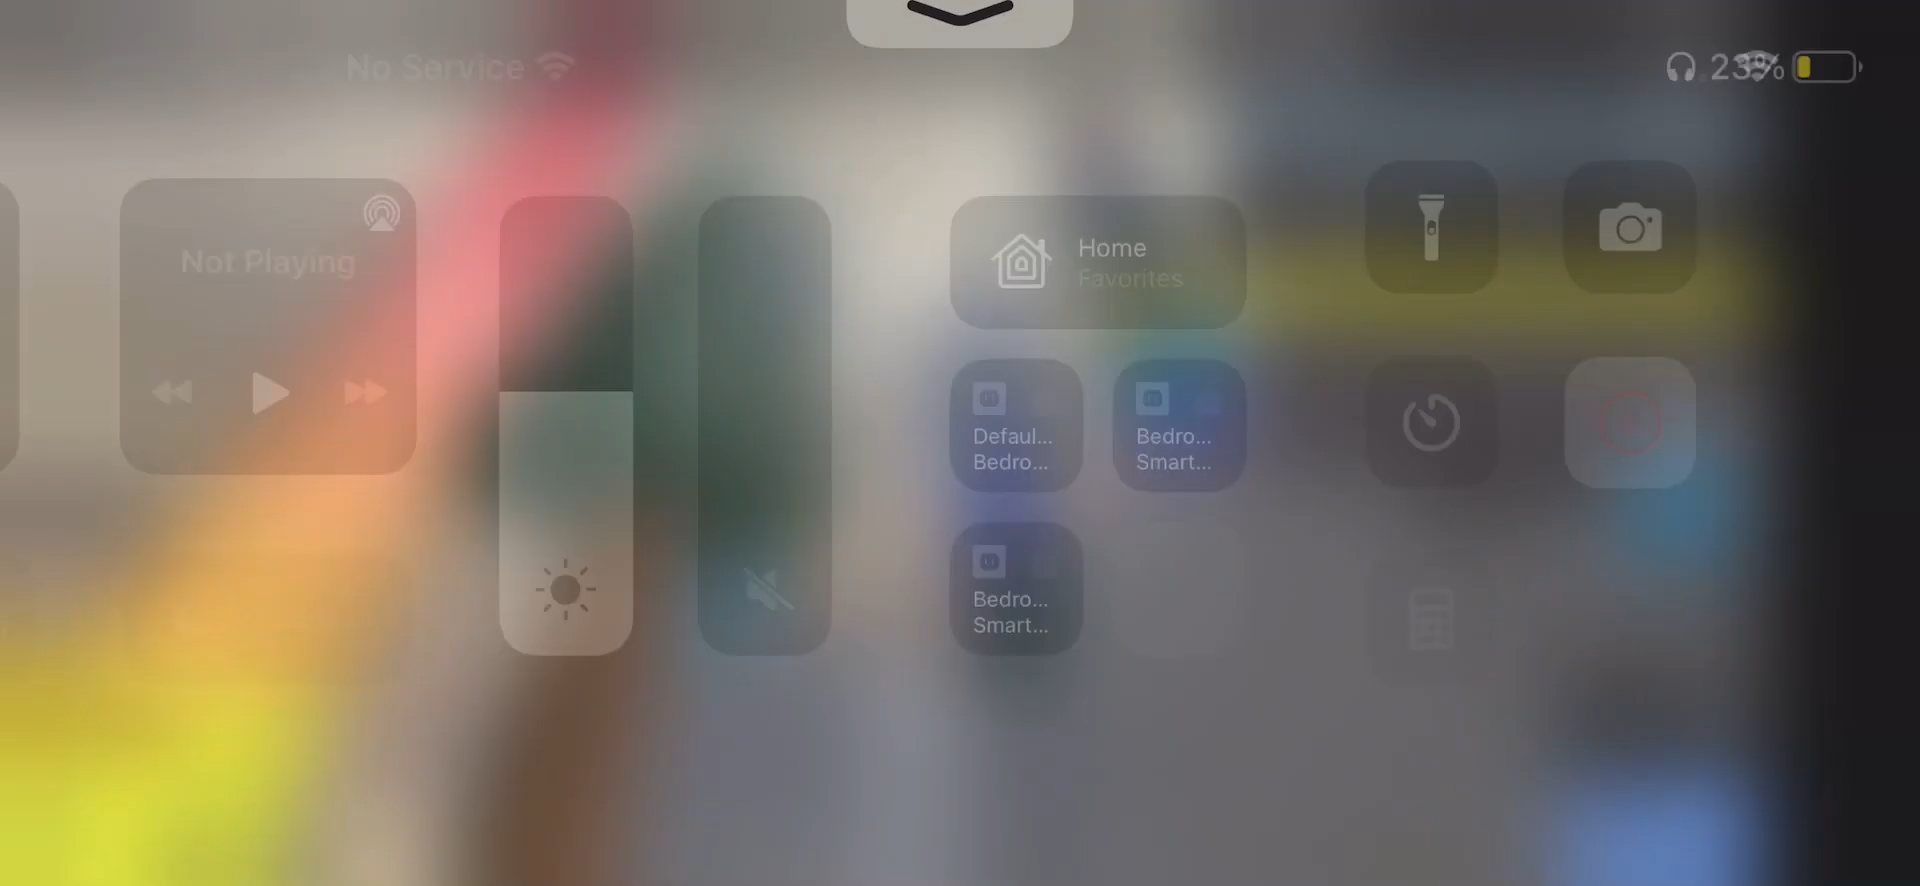 No Service
23%
Not Playing
Home
Favorites
Defaul...
Bedro...
Bedro...
Smart...
Bedro...
Smart...